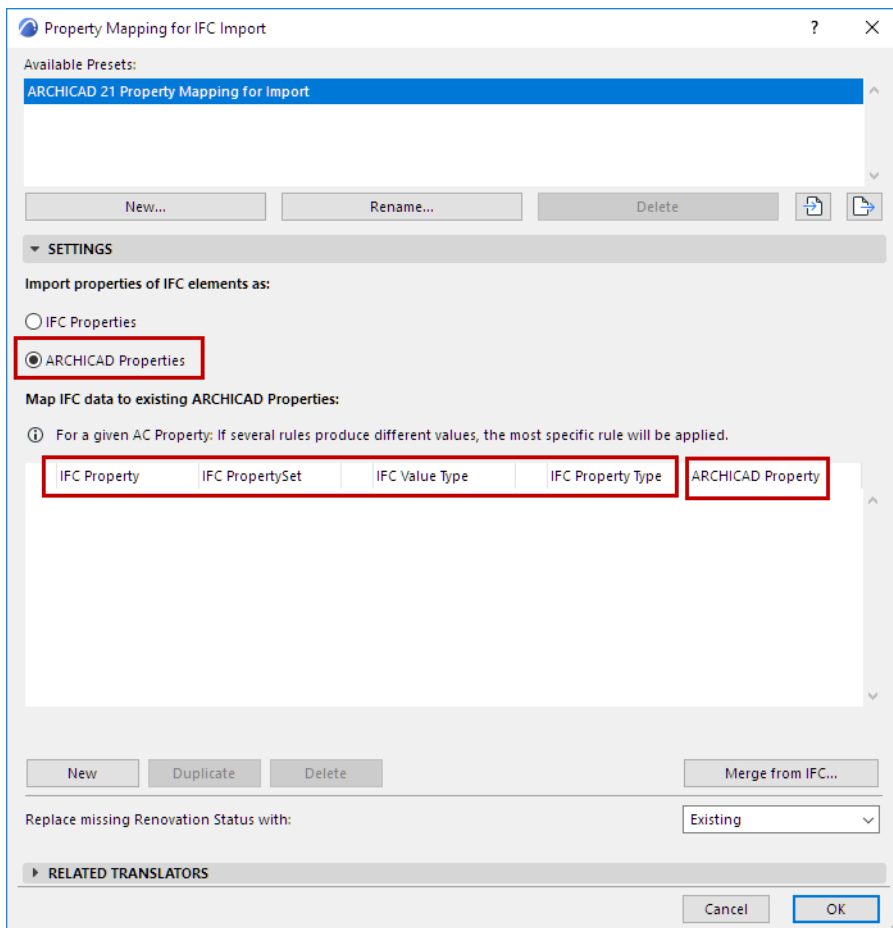 Property Mapping for IFC Import ?
Available Presets:
ARCHICAD 21 Property Mapping for Import
New... Rename... Delete
SETTINGS
Import properties of IFC elements as:
IFC Properties
ARCHICAD Properties
Map IFC data to existing ARCHICAD Properties:
For a given AC Property: If several rules produce different values, the most specific rule will be applied.
IFC Property IFC PropertySet IFC Value Type IFC Property Type ARCHICAD Property
New Duplicate Delete Merge from IFC...
Replace missing Renovation Status with: Existing
RELATED TRANSLATORS
Cancel OK